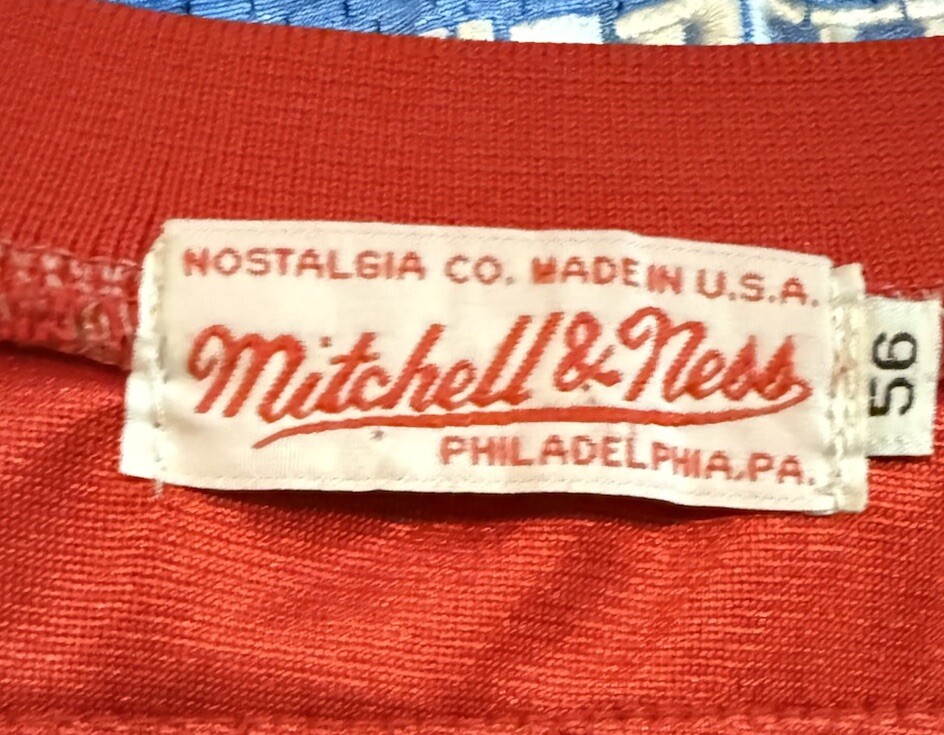 NOSTALGIA CO. MADE IN U.S.A.
Mitchell & Ness
PHILADELPHIA, PA.
56